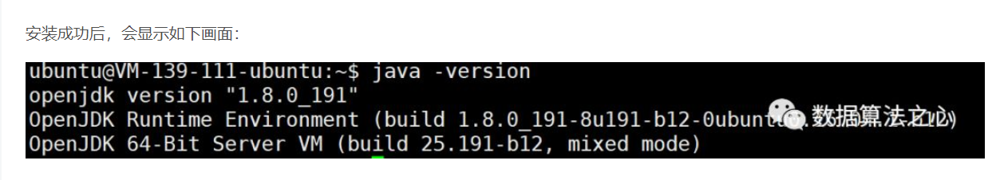 安装成功后，会显示如下画面：
ubuntu@VM-139-111-ubuntu:~$ java -version
openjdk version "1.8.0_191"
OpenJDK Runtime Environment (build 1.8.0_191-8u191-b12-0ubuntu
数据算法之心
OpenJDK 64-Bit Server VM (build 25.191-b12, mixed mode)